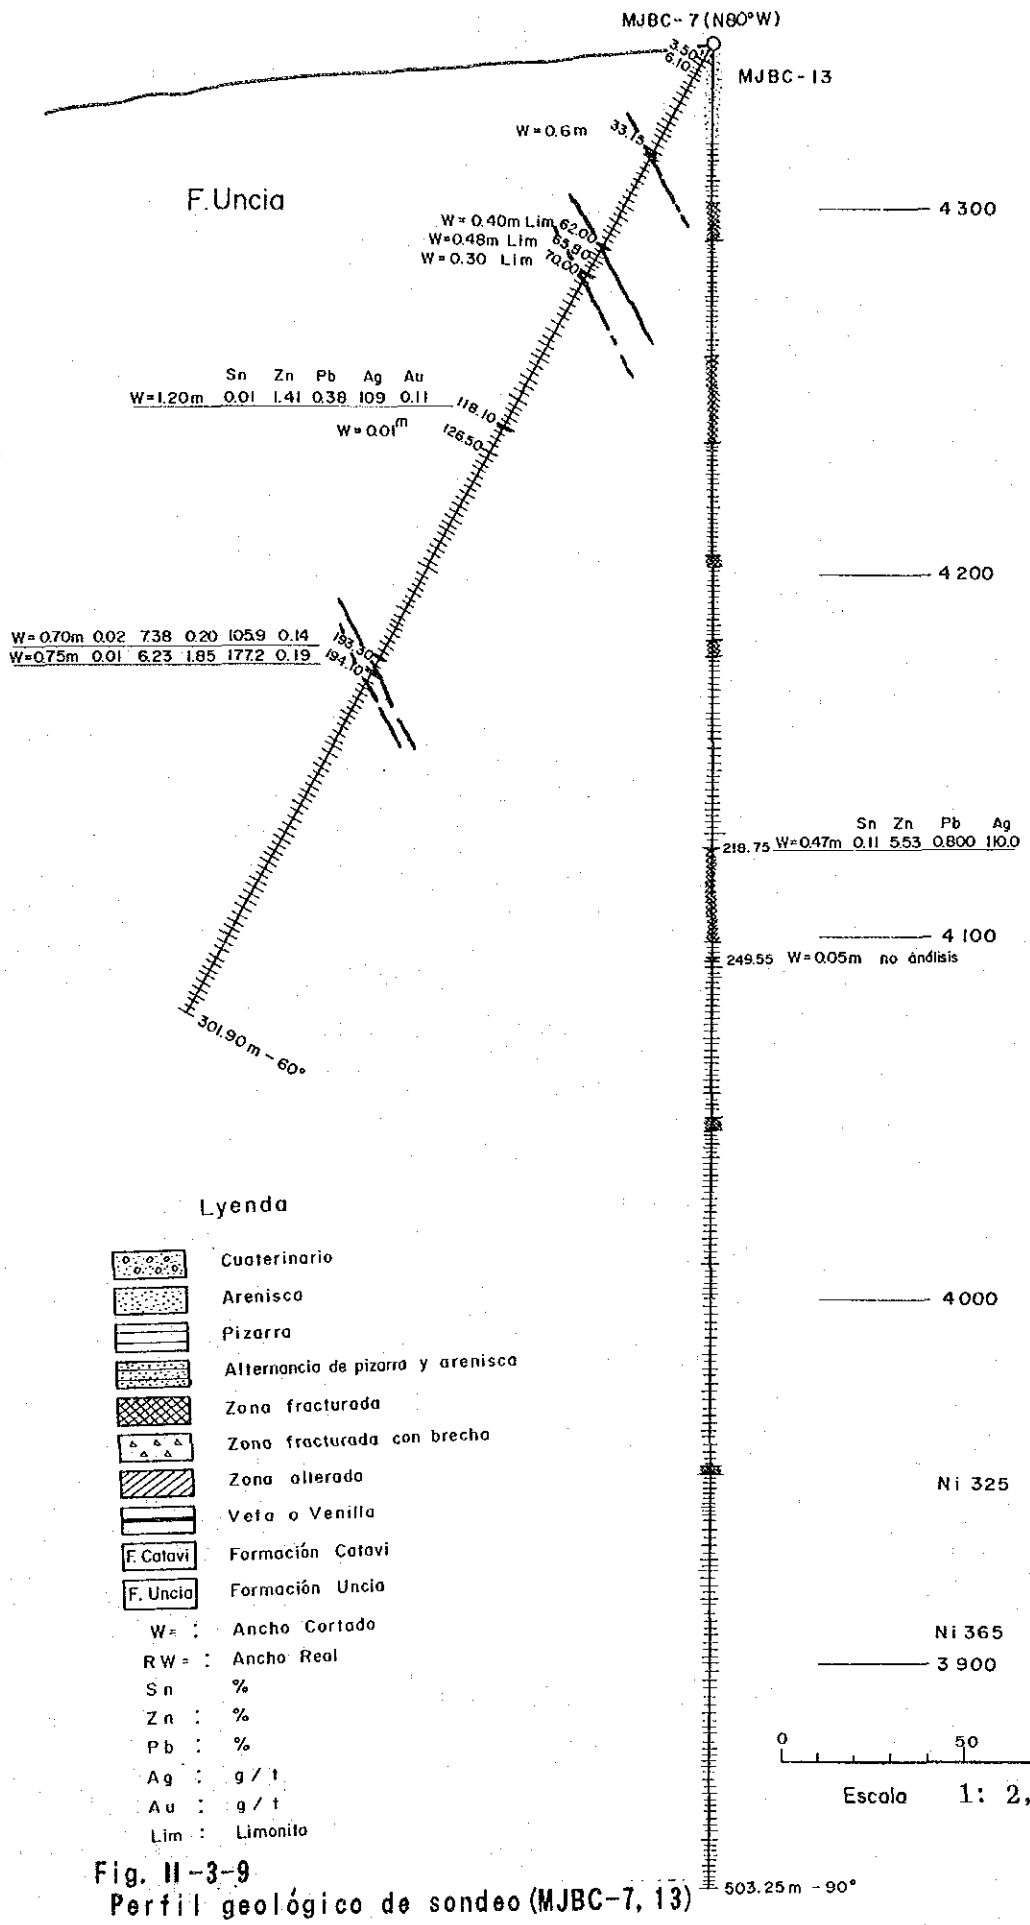 MJBC-7 (N80°W)
3.50
6.10
MJBC-13
W=0.6m 33.15
F. Uncia
4 300
W=0.40m Lim 62.00
W=0.48m Lim 65.80
W=0.30 Lim 70.00
Sn Zn Pb Ag Au
W=1.20m 0.01 1.41 0.38 109 0.11 118.10
W=0.01m 126.50
4 200
W=0.70m 0.02 7.38 0.20 105.9 0.14 193.30
W=0.75m 0.01 6.23 1.85 177.2 0.19 194.10
Sn Zn Pb Ag
218.75 W=0.47m 0.11 5.53 0.800 110.0
4 100
249.55 W=0.05m no análisis
301.90m -60°
Lyenda
Cuaterinario
Arenisca
Pizarra
Alternancia de pizarra y arenisca
Zona fracturada
Zona fracturada con brecha
Zona alterada
Veta o Venilla
F. Catavi Formación Catavi
F. Uncia Formación Uncia
W= : Ancho Cortado
RW= : Ancho Real
Sn %
Zn : %
Pb : %
Ag : g/t
Au : g/t
Lim : Limonita
4 000
Ni 325
Ni 365
3 900
0 50
Escala 1: 2,
503.25m -90°
Fig. II-3-9
Perfil geológico de sondeo (MJBC-7, 13)